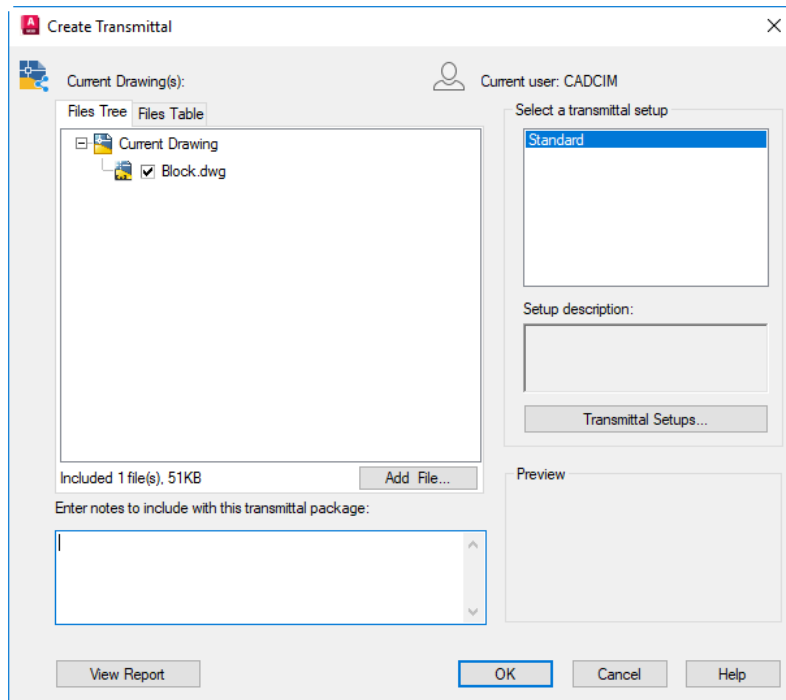 Create Transmittal
Current Drawing(s):
Current user: CADCIM
Files Tree
Files Table
Current Drawing
Block.dwg
Included 1 file(s), 51KB
Add File...
Enter notes to include with this transmittal package:
Select a transmittal setup
Standard
Setup description:
Transmittal Setups...
Preview
View Report
OK
Cancel
Help